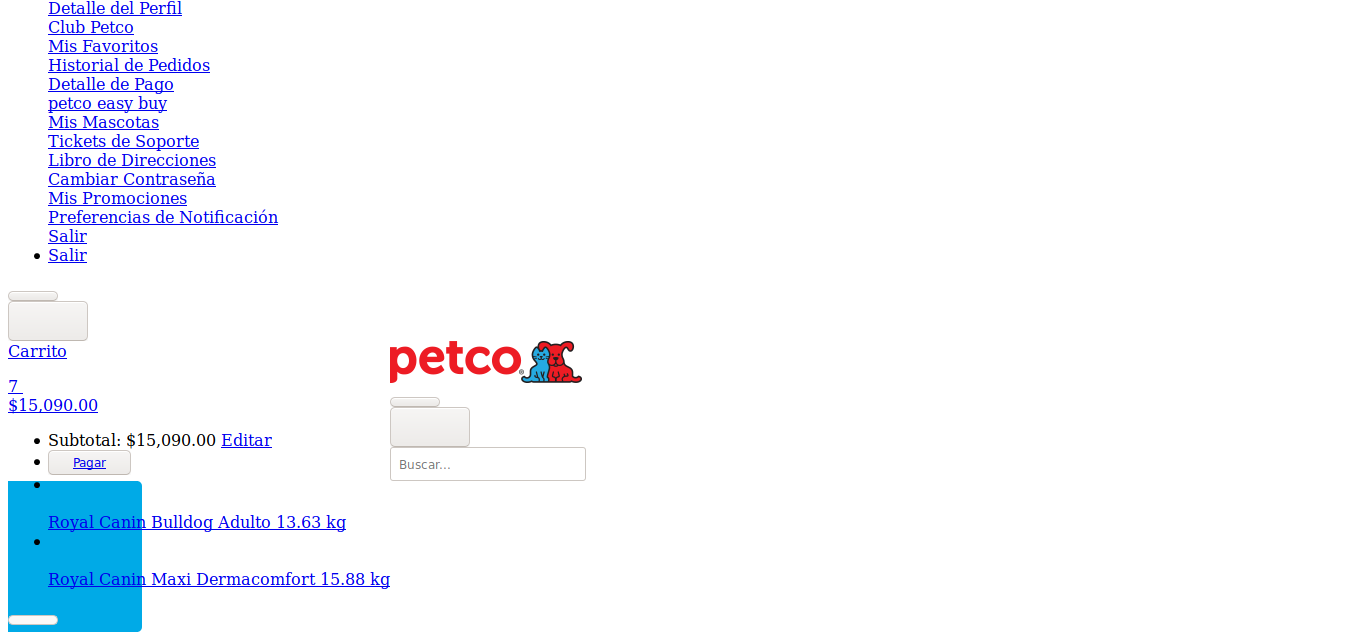 Detalle del Perfil
Club Petco
Mis Favoritos
Historial de Pedidos
Detalle de Pago
petco easy buy
Mis Mascotas
Tickets de Soporte
Libro de Direcciones
Cambiar Contraseña
Mis Promociones
Preferencias de Notificación
Salir
Salir
Carrito
7
$15,090.00
Subtotal: $15,090.00 Editar
Pagar
Royal Canin Bulldog Adulto 13.63 kg
Royal Canin Maxi Dermacomfort 15.88 kg
petco®
Buscar...